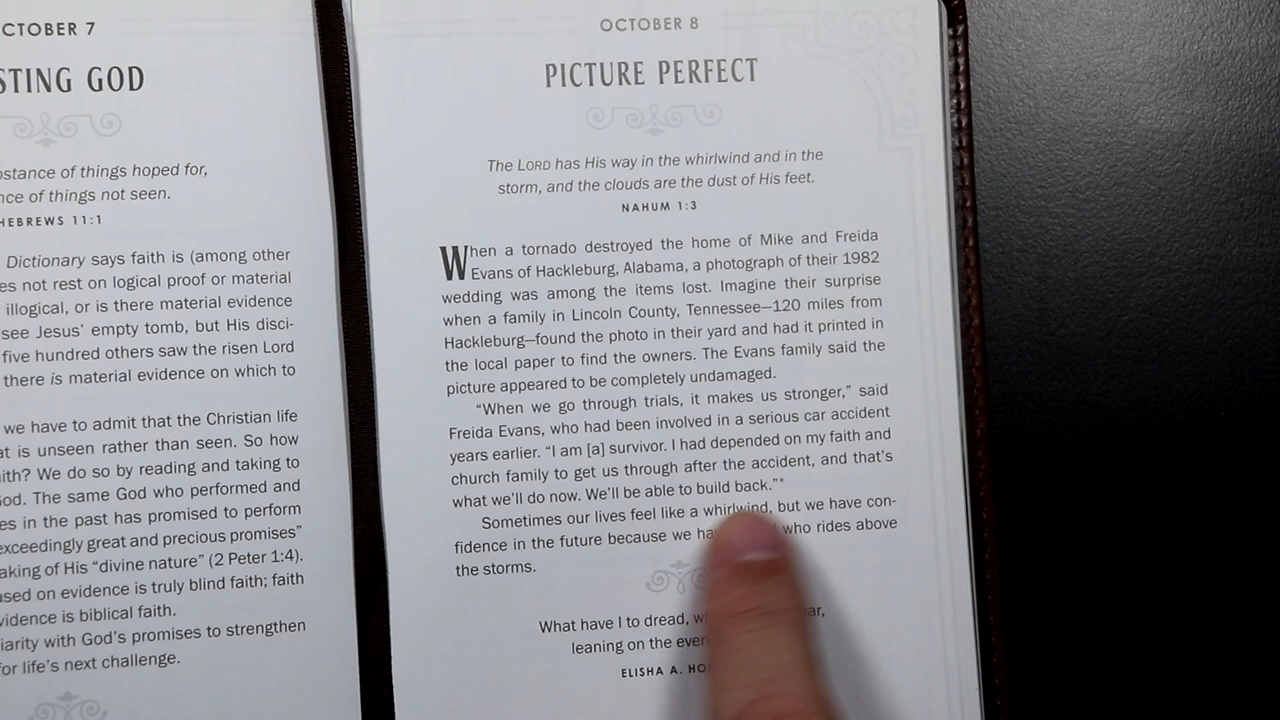 CTOBER 7
STING GOD
bstance of things hoped for,
nce of things not seen.
HEBREWS 11:1
Dictionary says faith is (among other
es not rest on logical proof or material
illogical, or is there material evidence
see Jesus’ empty tomb, but His disci-
five hundred others saw the risen Lord
there is material evidence on which to
we have to admit that the Christian life
at is unseen rather than seen. So how
ith? We do so by reading and taking to
God. The same God who performed and
es in the past has promised to perform
exceedingly great and precious promises”
aking of His “divine nature” (2 Peter 1:4).
ased on evidence is truly blind faith; faith
vidence is biblical faith.
iarity with God’s promises to strengthen
for life’s next challenge.
OCTOBER 8
PICTURE PERFECT
The LORD has His way in the whirlwind and in the
storm, and the clouds are the dust of His feet.
NAHUM 1:3
When a tornado destroyed the home of Mike and Freida
Evans of Hackleburg, Alabama, a photograph of their 1982
wedding was among the items lost. Imagine their surprise
when a family in Lincoln County, Tennessee—120 miles from
Hackleburg—found the photo in their yard and had it printed in
the local paper to find the owners. The Evans family said the
picture appeared to be completely undamaged.
“When we go through trials, it makes us stronger,” said
Freida Evans, who had been involved in a serious car accident
years earlier. “I am [a] survivor. I had depended on my faith and
church family to get us through after the accident, and that’s
what we’ll do now. We’ll be able to build back.”*
Sometimes our lives feel like a whirlwind, but we have con-
fidence in the future because we ha who rides above
the storms.
What have I to dread, ar,
leaning on the ever
ELISHA A. HO